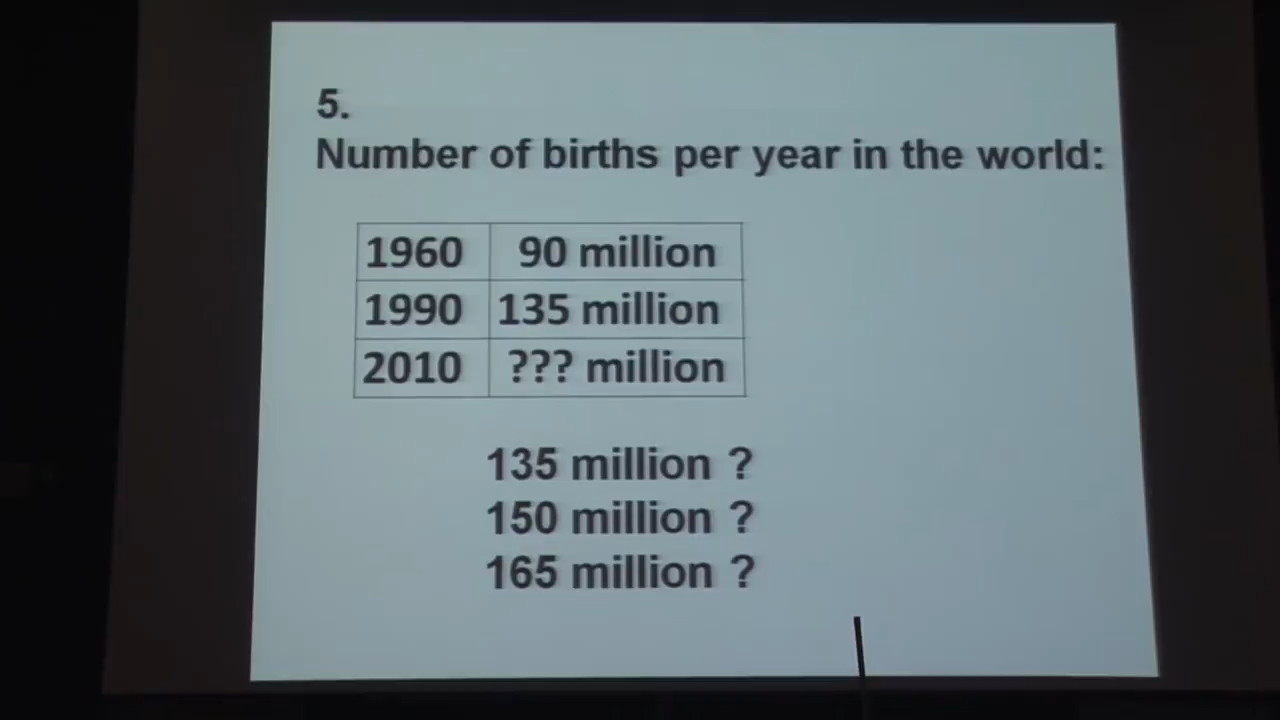 5.
Number of births per year in the world:
1960 90 million
1990 135 million
2010 ??? million
135 million ?
150 million ?
165 million ?